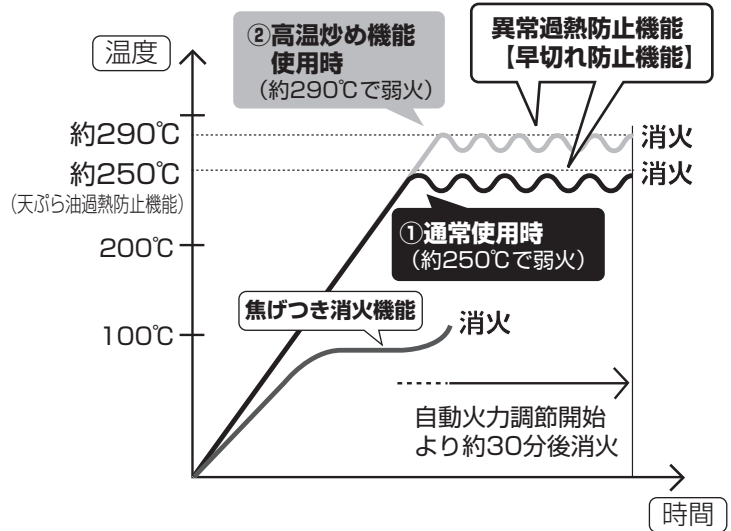 温度
②高温炒め機能
使用時
（約290℃で弱火）
異常過熱防止機能
【早切れ防止機能】
約290℃
消火
約250℃
消火
（天ぷら油過熱防止機能）
①通常使用時
（約250℃で弱火）
200℃
焦げつき消火機能
100℃
消火
自動火力調節開始
より約30分後消火
時間